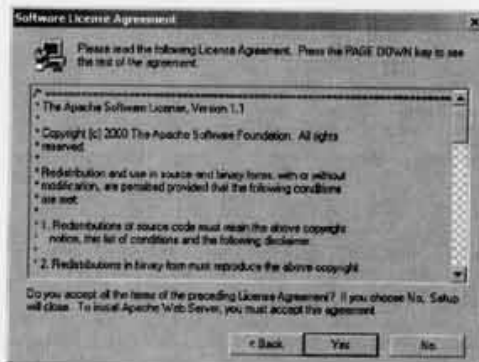 Software License Agreement
Please read the following License Agreement. Press the PAGE DOWN key to see
the rest of the agreement.
/* ====================================================
* The Apache Software License, Version 1.1
*
* Copyright (c) 2000 The Apache Software Foundation. All rights
* reserved.
*
* Redistribution and use in source and binary forms, with or without
* modification, are permitted provided that the following conditions
* are met:
*
* 1. Redistributions of source code must retain the above copyright
* notice, this list of conditions and the following disclaimer.
*
* 2. Redistributions in binary form must reproduce the above copyright
Do you accept all the terms of the preceding License Agreement? If you choose No, Setup
will close. To install Apache Web Server, you must accept this agreement.
< Back
Yes
No